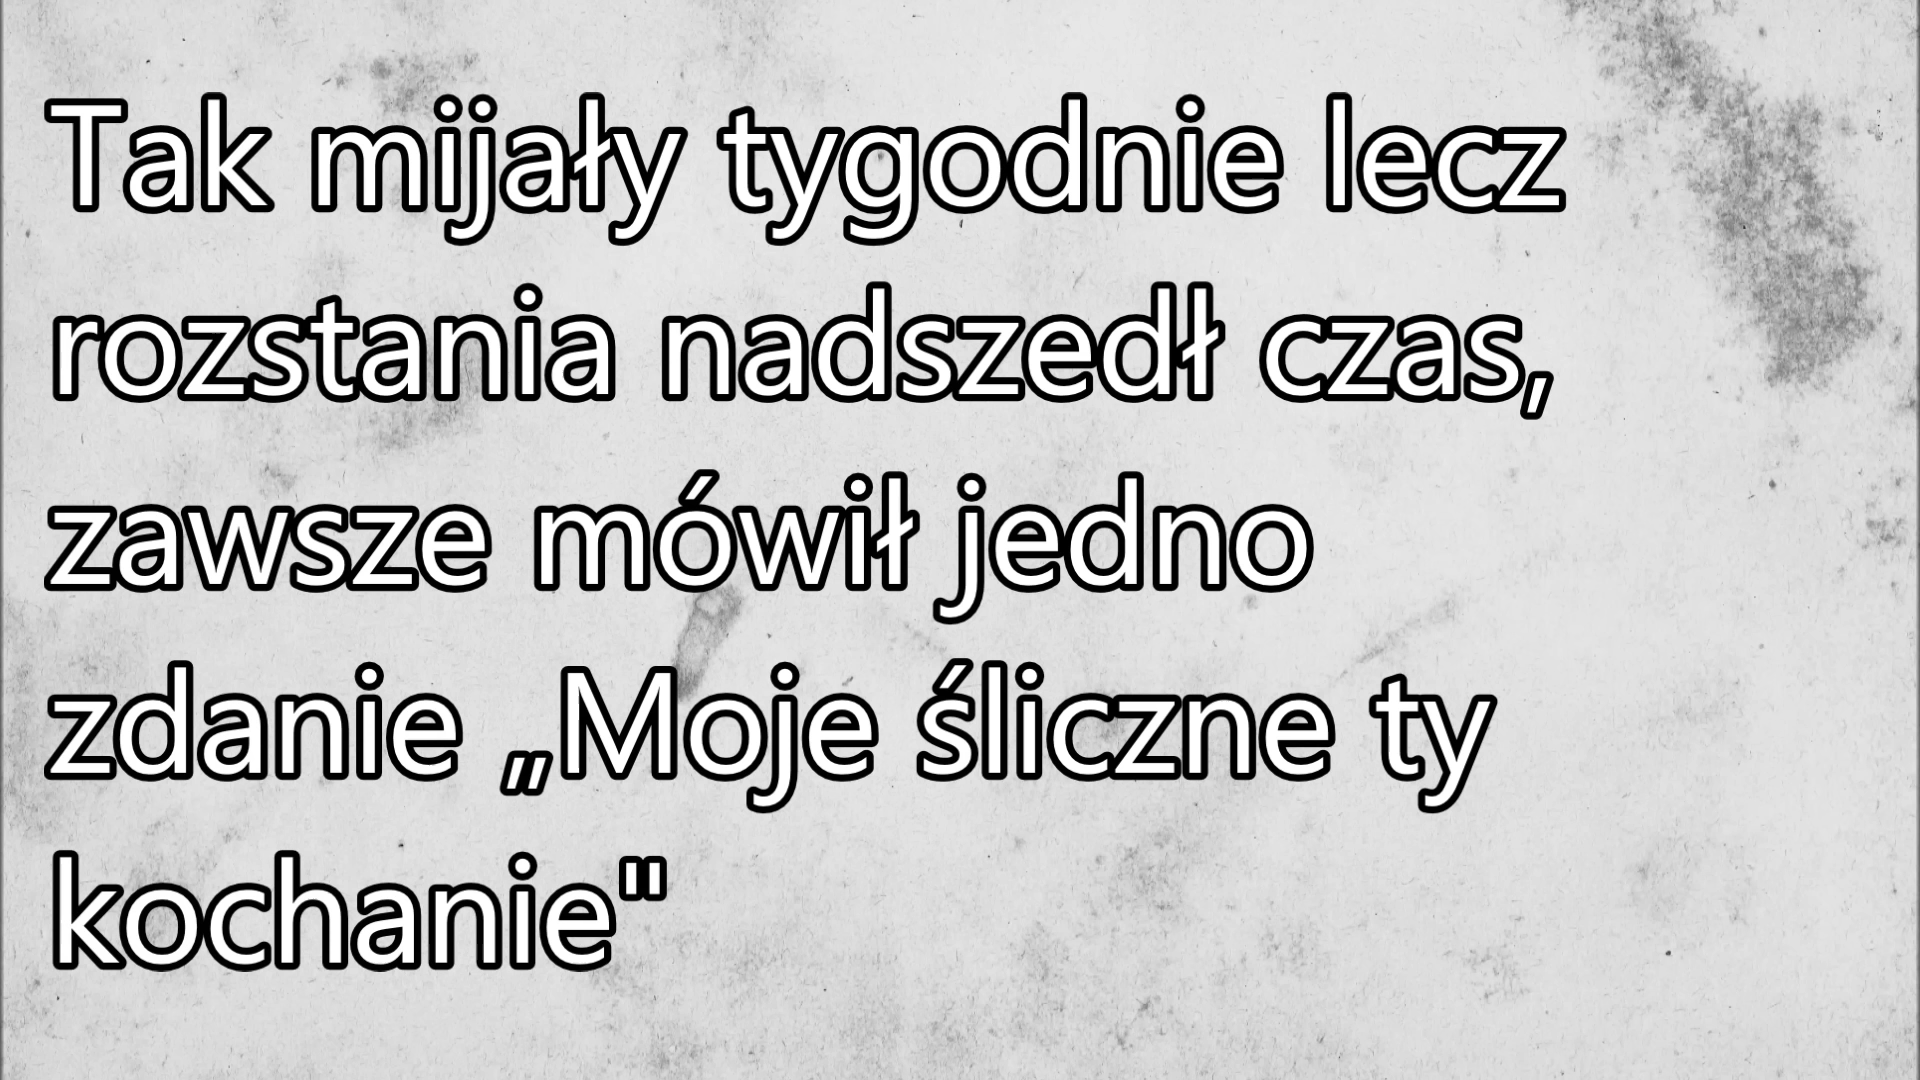 Tak mijały tygodnie lecz
rozstania nadszedł czas,
zawsze mówił jedno
zdanie „Moje śliczne ty
kochanie"